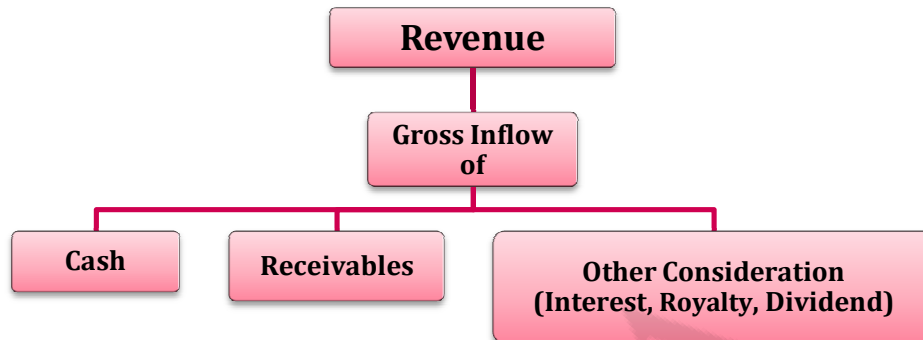 Revenue
Gross Inflow
of
Cash
Receivables
Other Consideration
(Interest, Royalty, Dividend)